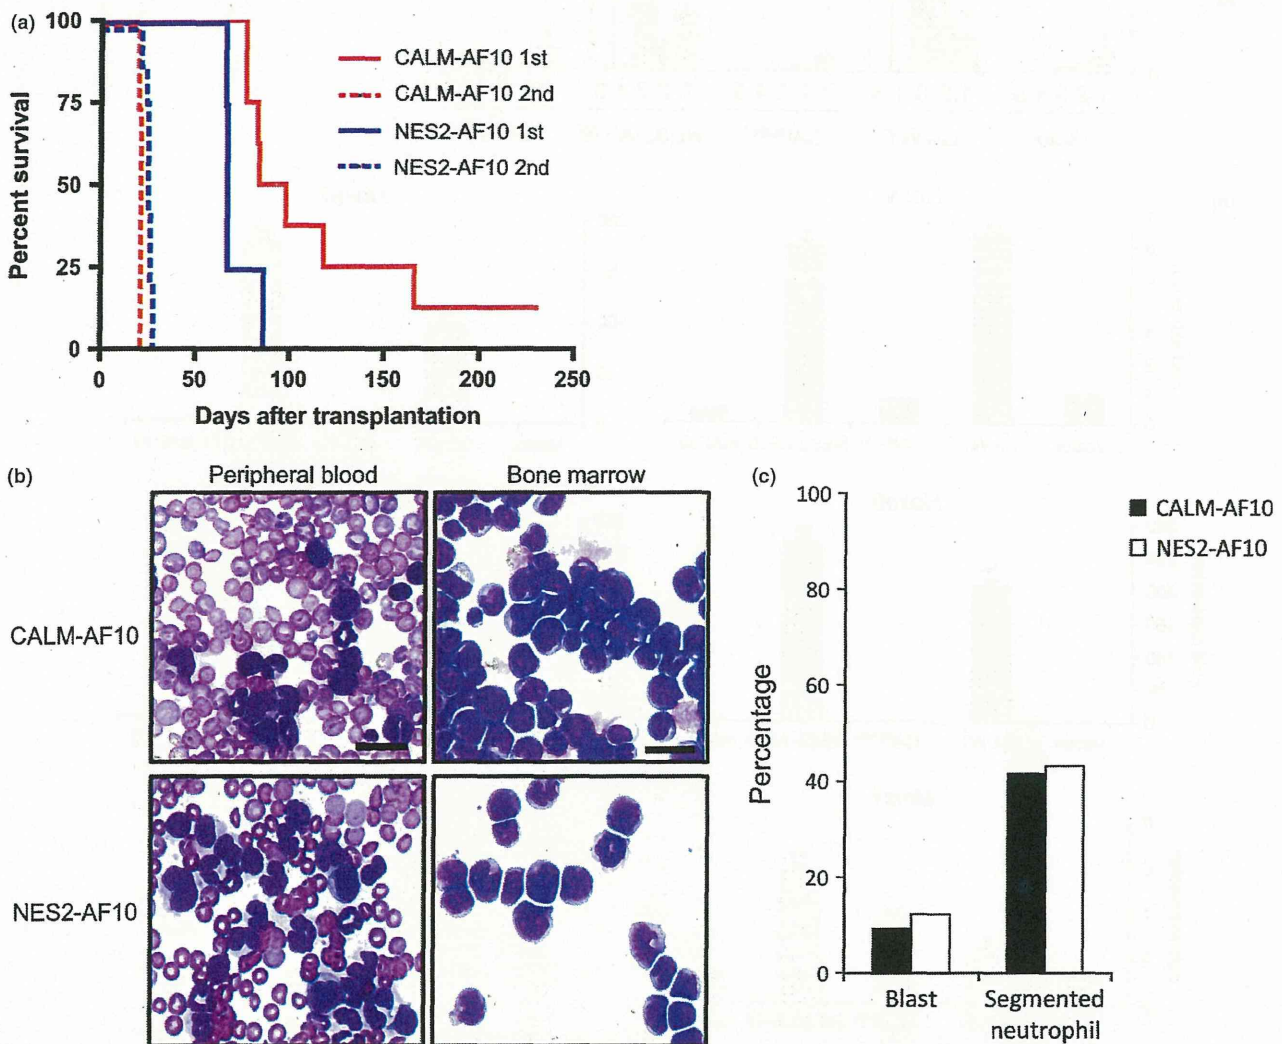 (a)
100
75
50
25
0
Percent survival
0 50 100 150 200 250
Days after transplantation
CALM-AF10 1st
CALM-AF10 2nd
NES2-AF10 1st
NES2-AF10 2nd
(b)
Peripheral blood Bone marrow
CALM-AF10
NES2-AF10
(c)
100
80
60
40
20
0
Percentage
Blast
Segmented
neutrophil
CALM-AF10
NES2-AF10